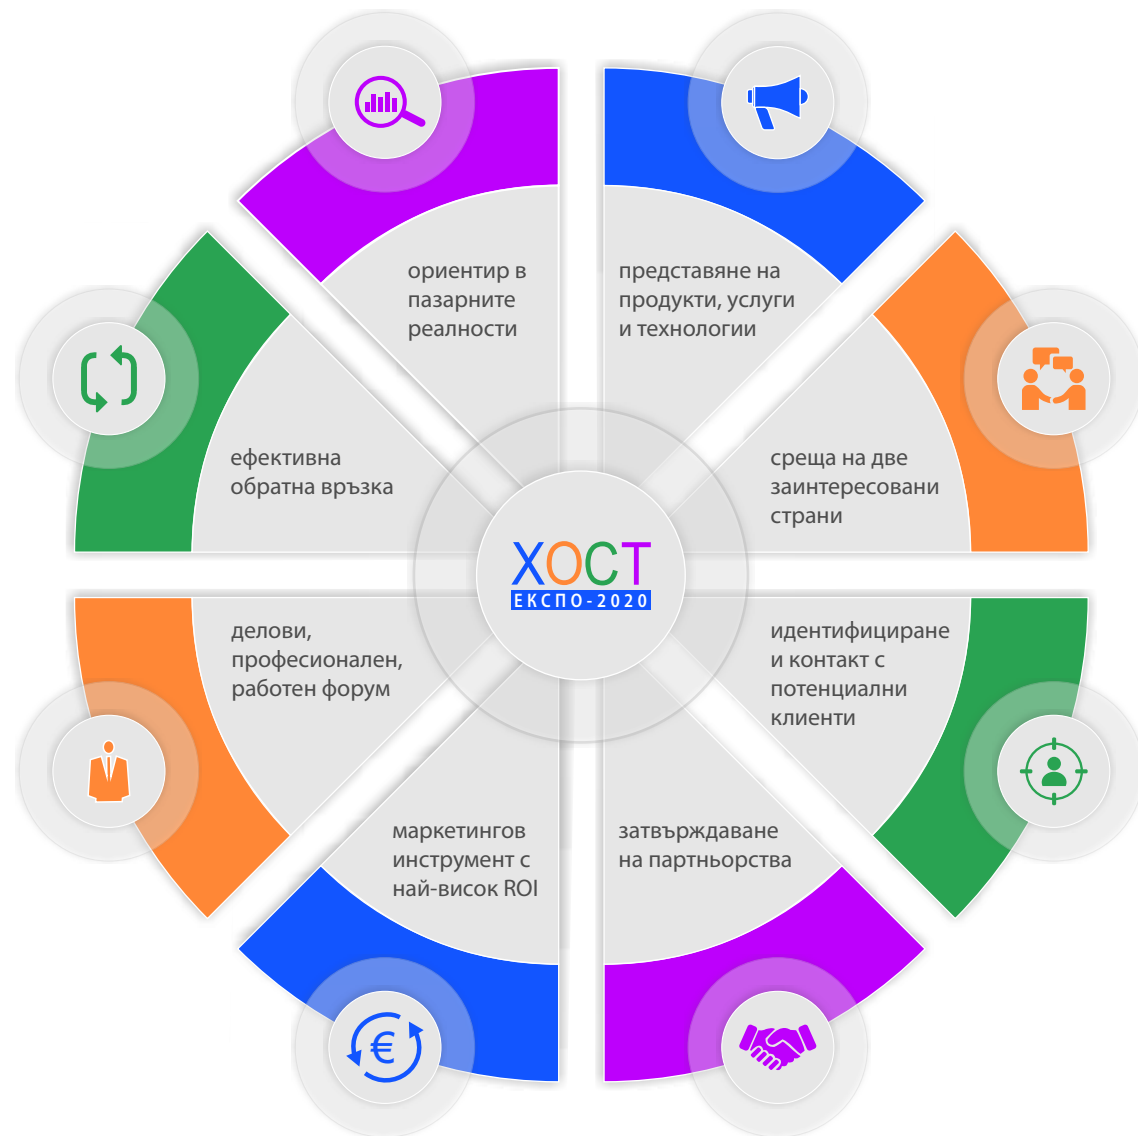 ориентир в
пазарните
реалности
представяне на
продукти, услуги
и технологии
ефективна
обратна връзка
среща на две
заинтересовани
страни
ХОСТ
ЕКСПО-2020
делови,
професионален,
работен форум
идентифициране
и контакт с
потенциални
клиенти
маркетингов
инструмент с
най-висок ROI
затвърждаване
на партньорства
€